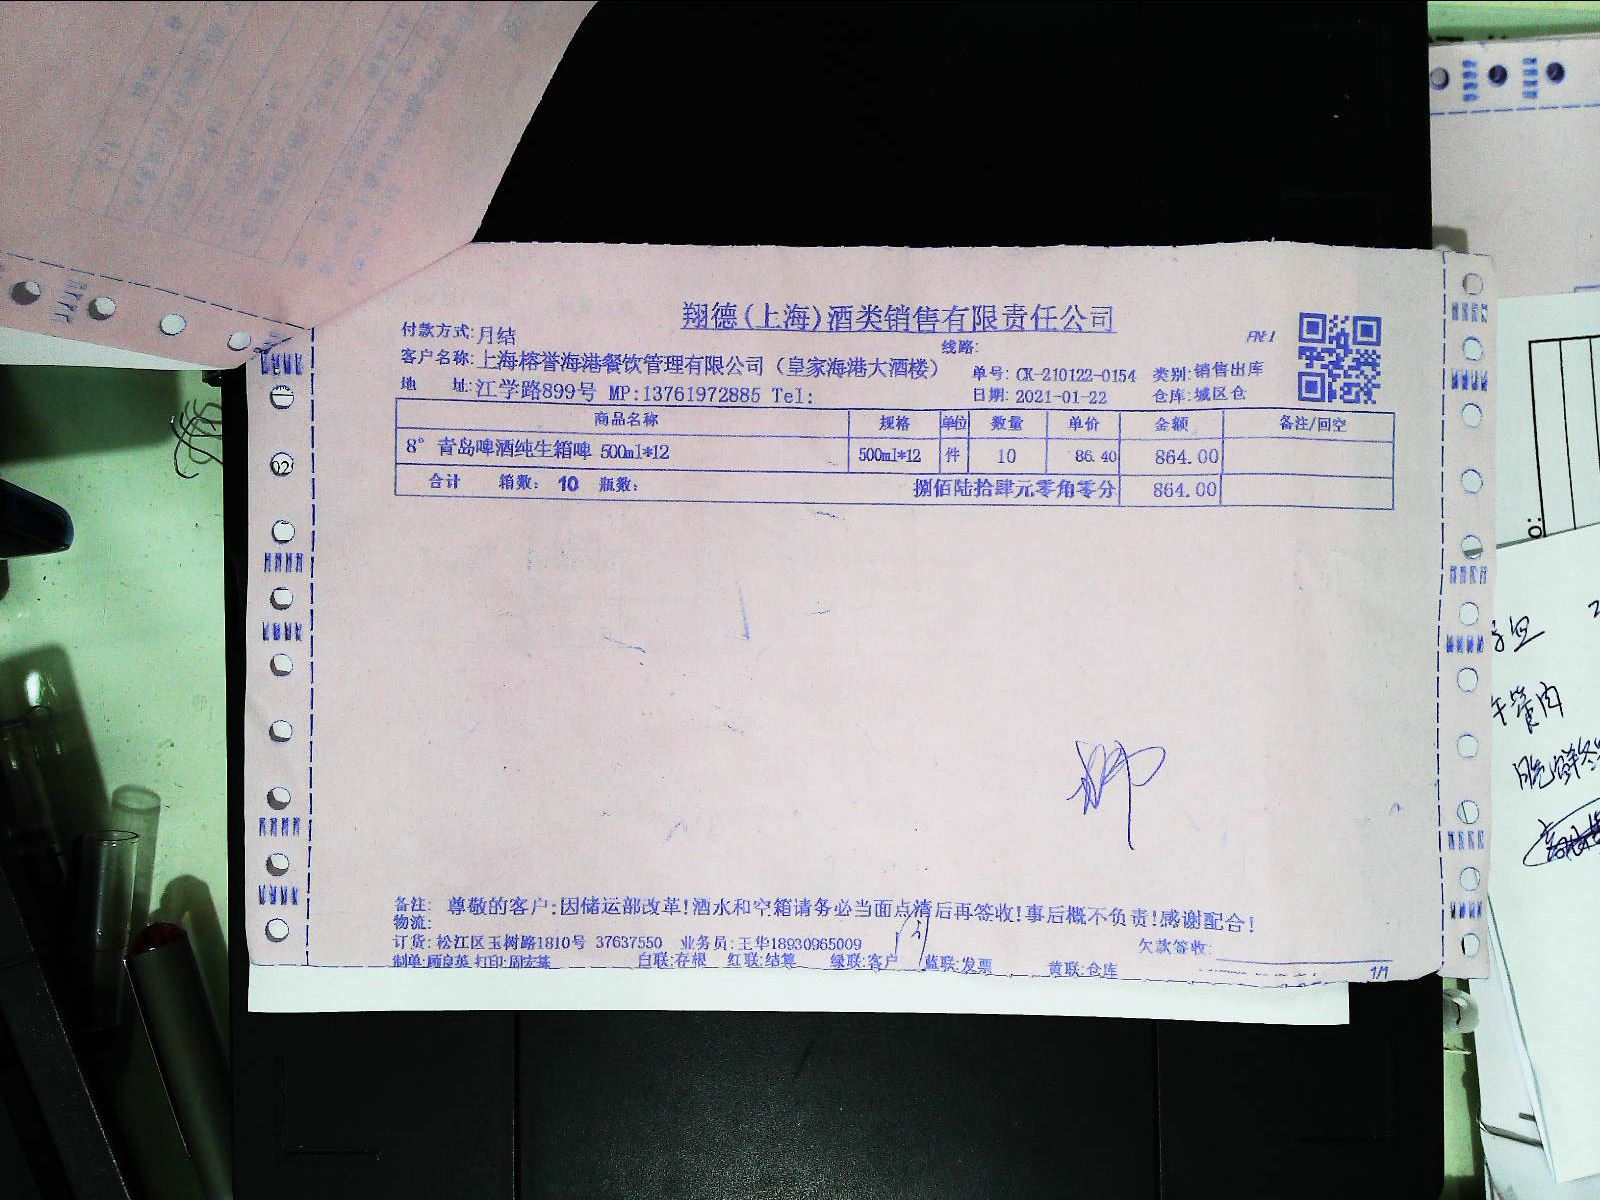 翔德(上海)酒类销售有限责任公司
付款方式:月结
线路:
客户名称:上海榕誉海港餐饮管理有限公司（皇家海港大酒楼）
单号: CK-210122-0154 类别:销售出库
地 址:江学路899号 MP:13761972885 Tel:
日期: 2021-01-22 仓库:城区仓
商品名称 规格 单位 数量 单价 金额 备注/回空
8° 青岛啤酒纯生箱啤 500ml*12 500ml*12 件 10 86.40 864.00
合计 箱数: 10 瓶数: 捌佰陆拾肆元零角零分 864.00
备注: 尊敬的客户:因储运部改革!酒水和空箱请务必当面点清后再签收!事后概不负责!感谢配合!
物流:
订货: 松江区玉树路1810号 37637550 业务员:王华18930965009 欠款签收:
制单:顾良英 打印:周宏 白联:存根 红联:结算 绿联:客户 蓝联:发票 黄联:仓库 1/1